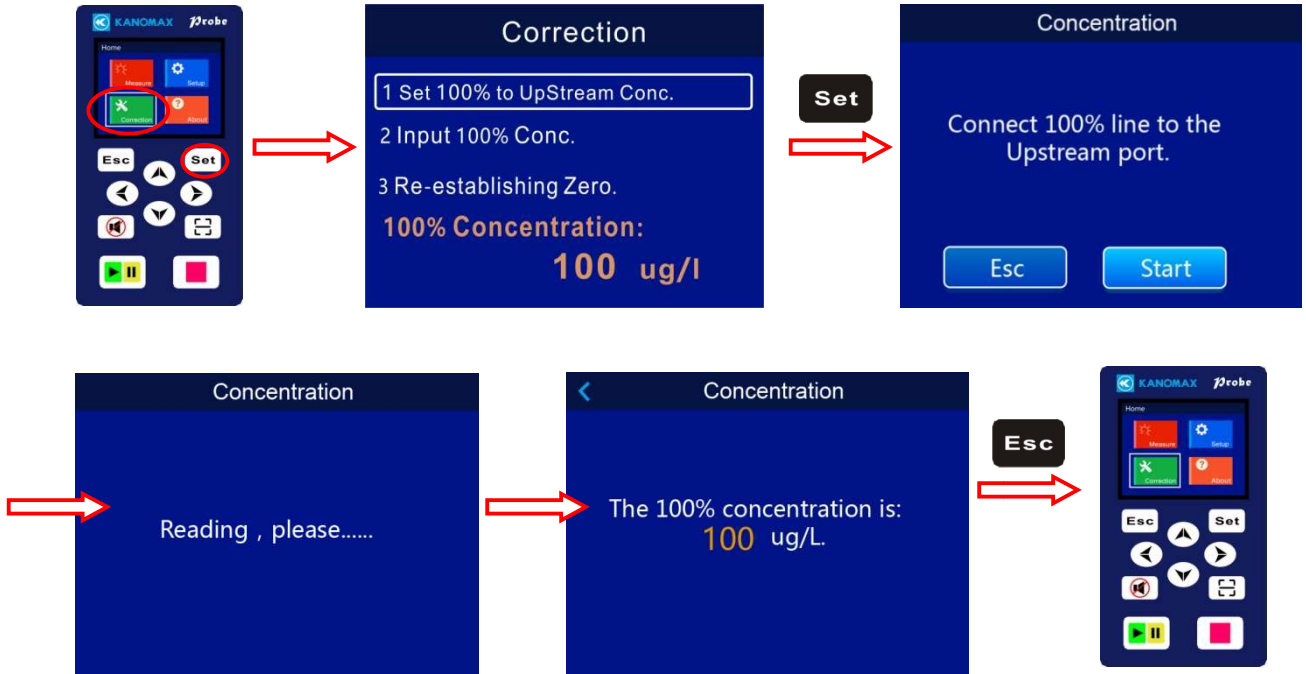 KANOMAX Probe
Home
Measure
Setup
Correction
About
Esc
Set
Correction
1 Set 100% to UpStream Conc.
2 Input 100% Conc.
3 Re-establishing Zero.
100% Concentration:
100 ug/l
Set
Concentration
Connect 100% line to the
Upstream port.
Esc
Start
Concentration
Reading , please......
Concentration
The 100% concentration is:
100 ug/L.
Esc
KANOMAX Probe
Home
Measure
Setup
Correction
About
Esc
Set